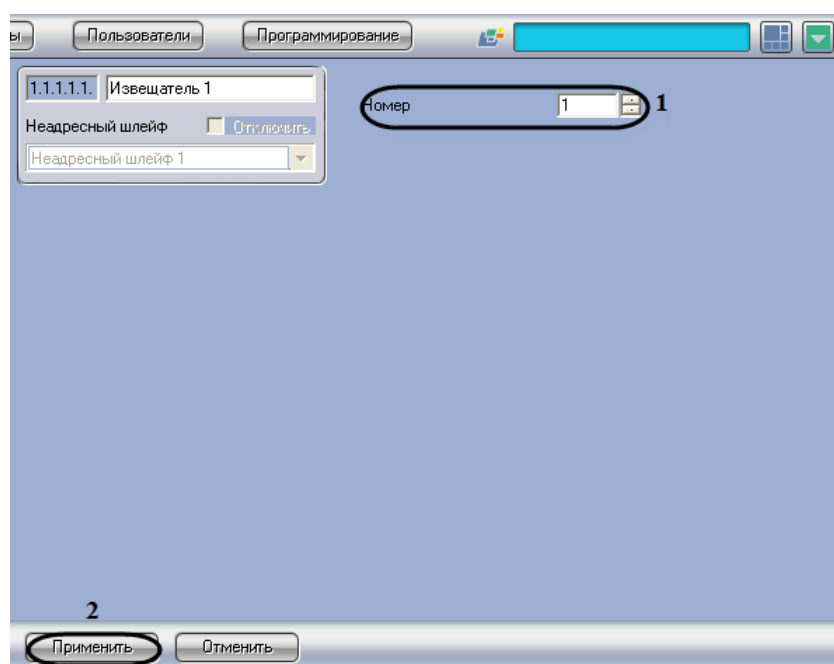 ы Пользователи Программирование
1.1.1.1.1. Извещатель 1
Номер 1 1
Неадресный шлейф Отключить
Неадресный шлейф 1
2
Применить Отменить